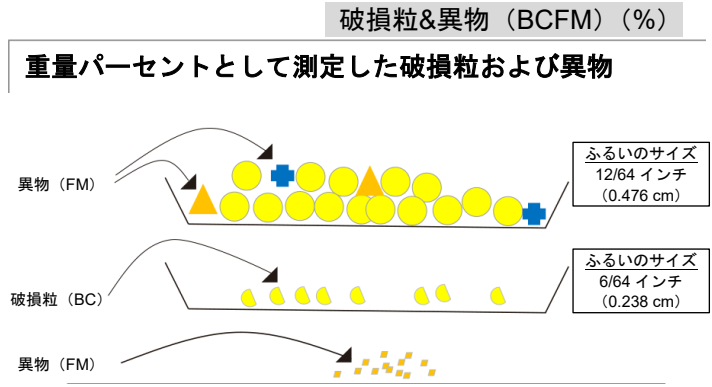 破損粒&異物（BCFM）（%）
重量パーセントとして測定した破損粒および異物
異物（FM）
ふるいのサイズ
12/64 インチ
（0.476 cm）
破損粒（BC）
ふるいのサイズ
6/64 インチ
（0.238 cm）
異物（FM）